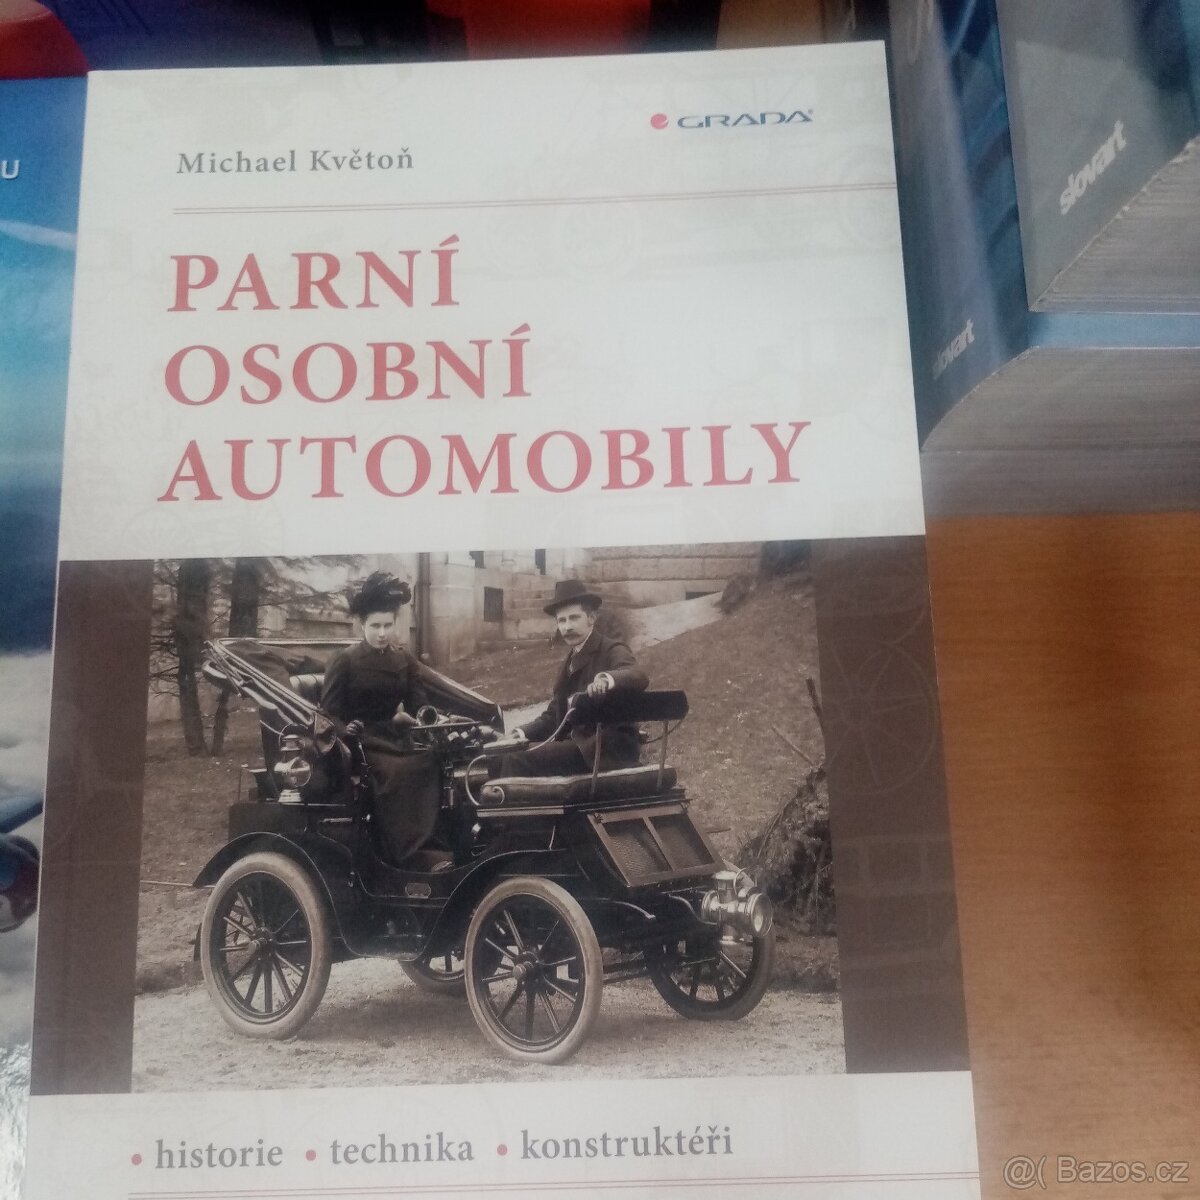 GRADA
Michael Květoň
PARNÍ
OSOBNÍ
AUTOMOBILY
• historie • technika • konstruktéři
U
slovart
slovart
@( Bazos.cz